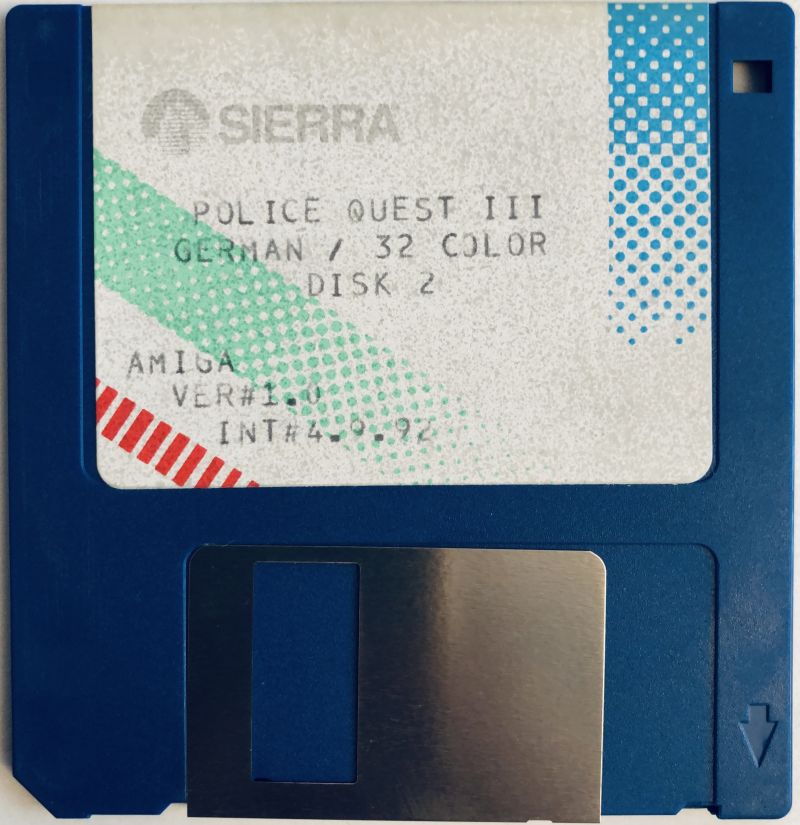 SIERRA
POLICE QUEST III
GERMAN / 32 COLOR
DISK 2
AMIGA
VER#1.0
INT#4.9.92